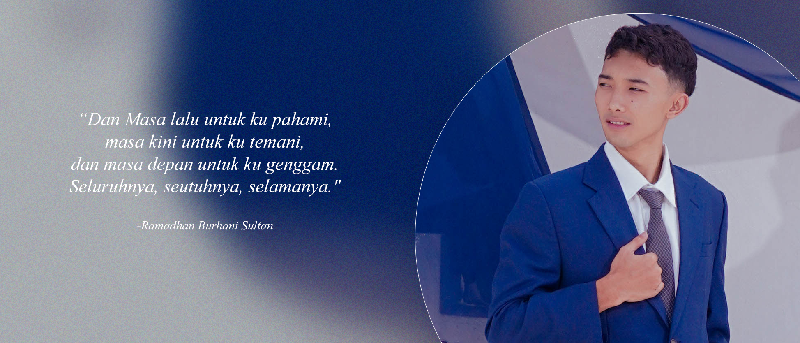 "Dan Masa lalu untuk ku pahami,
masa kini untuk ku temani,
dan masa depan untuk ku genggam.
Seluruhnya, seutuhnya, selamanya."
-Ramadhan Burhani Sulton